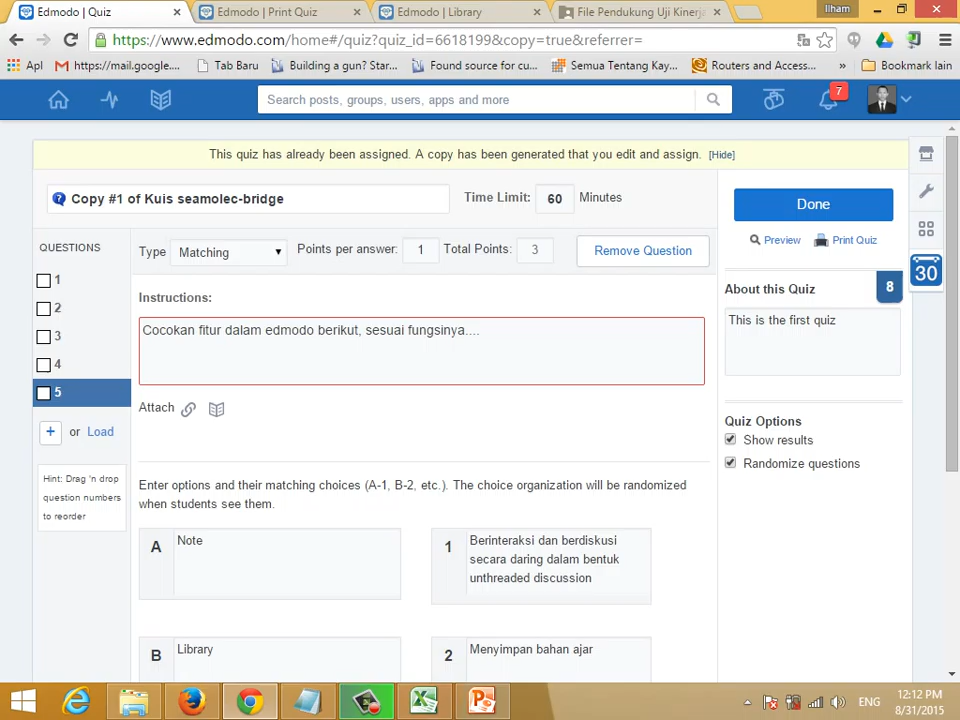 Edmodo | Quiz
Edmodo | Print Quiz
Edmodo | Library
File Pendukung Uji Kinerja
Ilham
https://www.edmodo.com/home#/quiz?quiz_id=6618199&copy=true&referrer=
Apl
https://mail.google....
Tab Baru
Building a gun? Star...
Found source for cu...
Semua Tentang Kay...
Routers and Access...
»
Bookmark lain
Search posts, groups, users, apps and more
7
This quiz has already been assigned. A copy has been generated that you edit and assign. [Hide]
Copy #1 of Kuis seamolec-bridge
Time Limit: 60 Minutes
Done
QUESTIONS
Type Matching Points per answer: 1 Total Points: 3 Remove Question
Preview Print Quiz
30
1
2
3
4
5
+ or Load
Hint: Drag 'n drop
question numbers
to reorder
Instructions:
Cocokan fitur dalam edmodo berikut, sesuai fungsinya....
Attach
About this Quiz
8
This is the first quiz
Quiz Options
Show results
Randomize questions
Enter options and their matching choices (A-1, B-2, etc.). The choice organization will be randomized
when students see them.
A Note
1 Berinteraksi dan berdiskusi
secara daring dalam bentuk
unthreaded discussion
B Library
2 Menyimpan bahan ajar
ENG
12:12 PM
8/31/2015